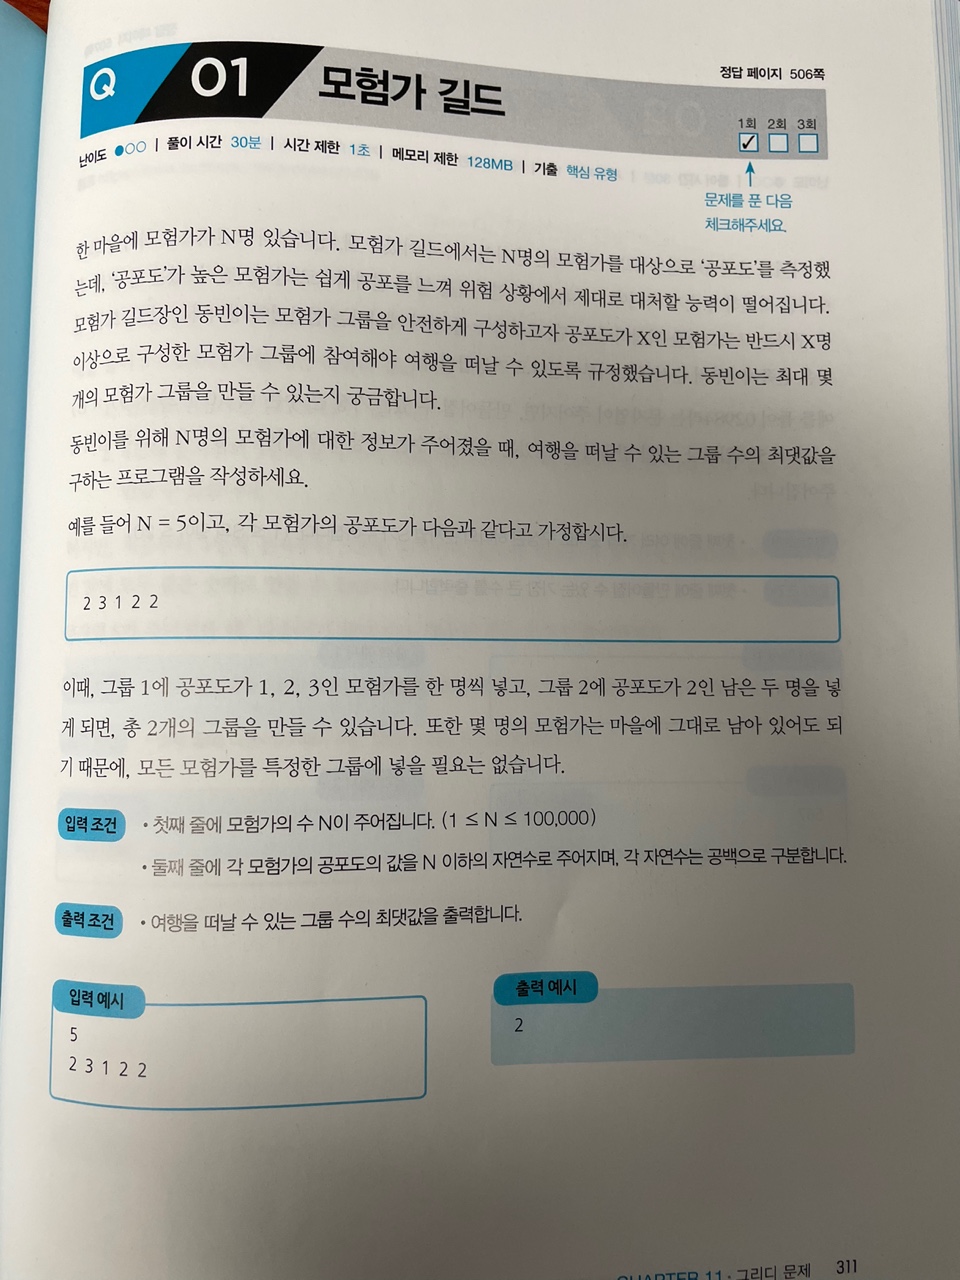 정답 페이지 506쪽
Q 01 모험가 길드
1회 2회 3회
난이도 ●○○ | 풀이 시간 30분 | 시간 제한 1초 | 메모리 제한 128MB | 기출 핵심 유형
문제를 푼 다음
체크해주세요.
한 마을에 모험가가 N명 있습니다. 모험가 길드에서는 N명의 모험가를 대상으로 '공포도'를 측정했
는데, '공포도'가 높은 모험가는 쉽게 공포를 느껴 위험 상황에서 제대로 대처할 능력이 떨어집니다.
모험가 길드장인 동빈이는 모험가 그룹을 안전하게 구성하고자 공포도가 X인 모험가는 반드시 X명
이상으로 구성한 모험가 그룹에 참여해야 여행을 떠날 수 있도록 규정했습니다. 동빈이는 최대 몇
개의 모험가 그룹을 만들 수 있는지 궁금합니다.
동빈이를 위해 N명의 모험가에 대한 정보가 주어졌을 때, 여행을 떠날 수 있는 그룹 수의 최댓값을
구하는 프로그램을 작성하세요.
예를 들어 N = 5이고, 각 모험가의 공포도가 다음과 같다고 가정합시다.
2 3 1 2 2
이때, 그룹 1에 공포도가 1, 2, 3인 모험가를 한 명씩 넣고, 그룹 2에 공포도가 2인 남은 두 명을 넣
게 되면, 총 2개의 그룹을 만들 수 있습니다. 또한 몇 명의 모험가는 마을에 그대로 남아 있어도 되
기 때문에, 모든 모험가를 특정한 그룹에 넣을 필요는 없습니다.
입력 조건 • 첫째 줄에 모험가의 수 N이 주어집니다. (1 ≤ N ≤ 100,000)
• 둘째 줄에 각 모험가의 공포도의 값을 N 이하의 자연수로 주어지며, 각 자연수는 공백으로 구분합니다.
출력 조건 • 여행을 떠날 수 있는 그룹 수의 최댓값을 출력합니다.
입력 예시
5
2 3 1 2 2
출력 예시
2
CHAPTER 11 · 그리디 문제 311